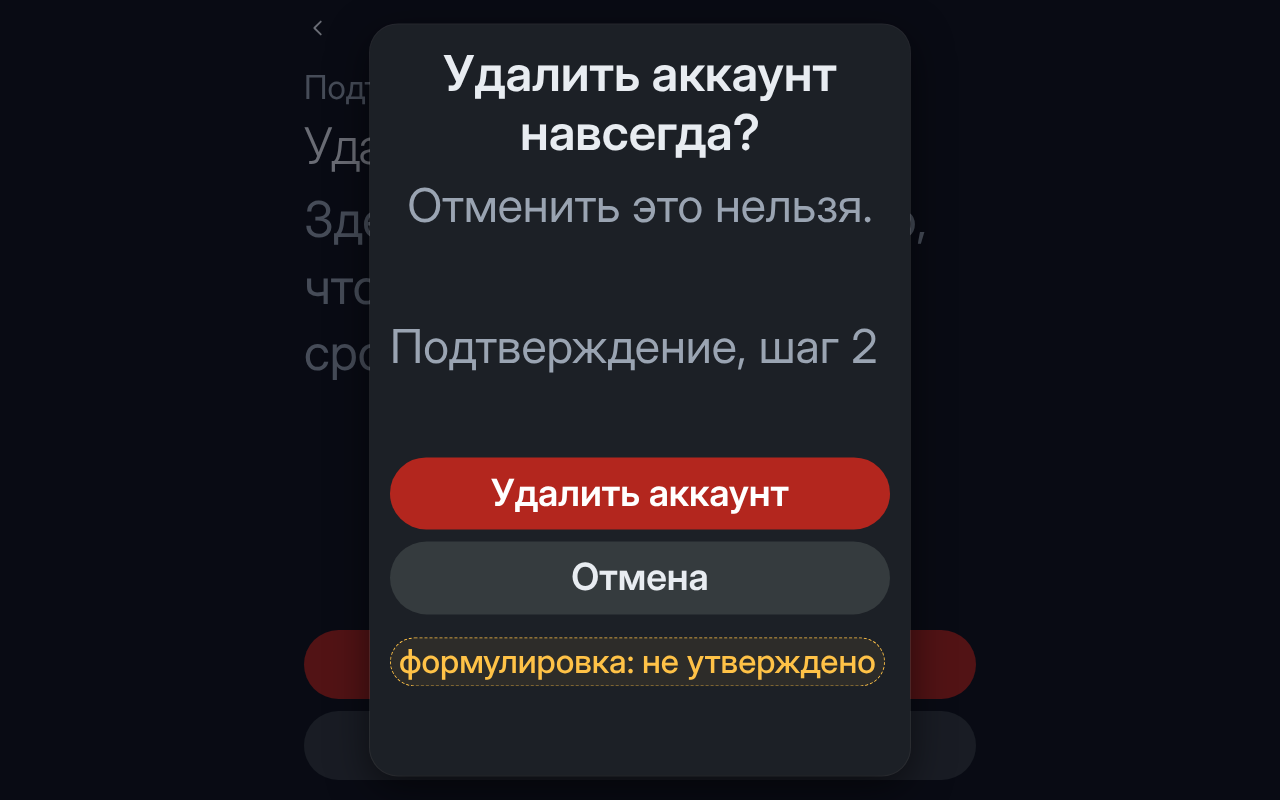 Удалить аккаунт
навсегда?
Отменить это нельзя.
Подтверждение, шаг 2
Удалить аккаунт
Отмена
формулировка: не утверждено